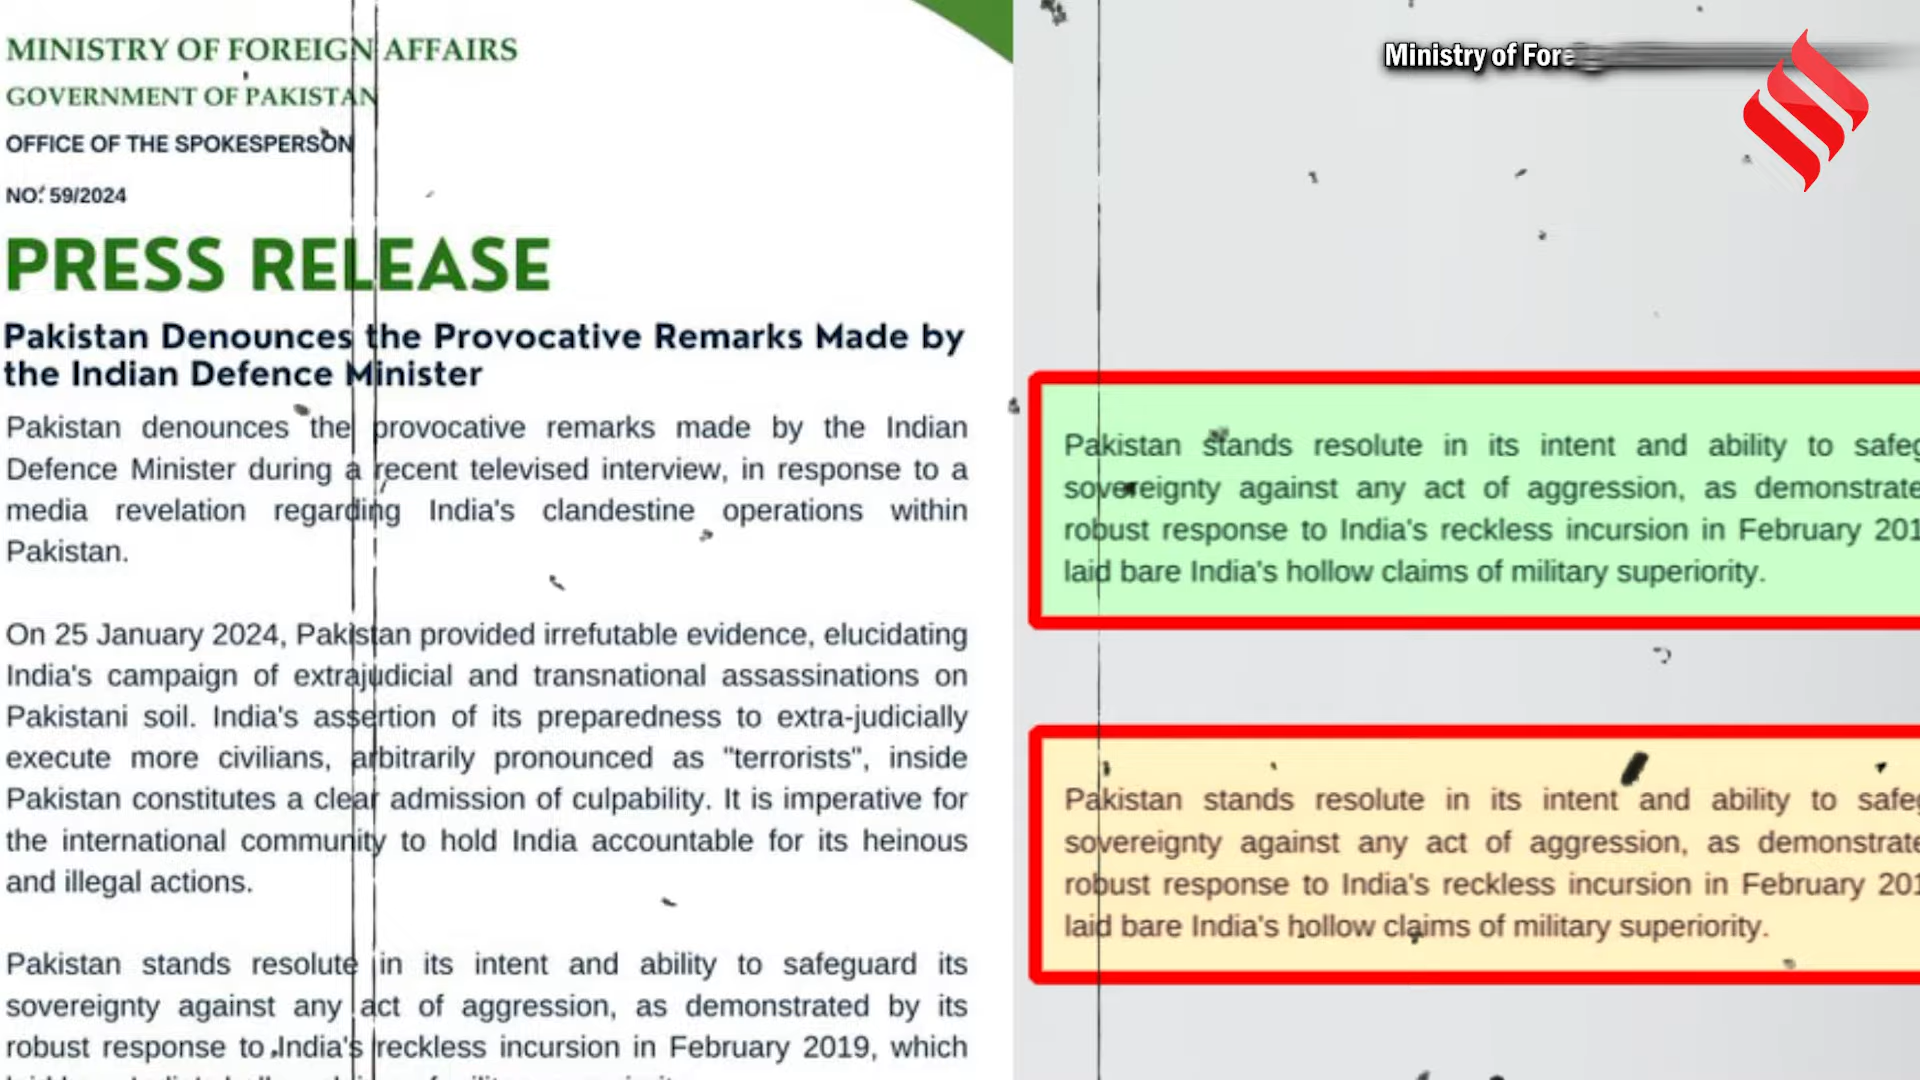 MINISTRY OF FOREIGN AFFAIRS
GOVERNMENT OF PAKISTAN
OFFICE OF THE SPOKESPERSON
NO: 59/2024
PRESS RELEASE
Pakistan Denounces the Provocative Remarks Made by
the Indian Defence Minister
Pakistan denounces the provocative remarks made by the Indian
Defence Minister during a recent televised interview, in response to a
media revelation regarding India's clandestine operations within
Pakistan.
On 25 January 2024, Pakistan provided irrefutable evidence, elucidating
India's campaign of extrajudicial and transnational assassinations on
Pakistani soil. India's assertion of its preparedness to extra-judicially
execute more civilians, arbitrarily pronounced as "terrorists", inside
Pakistan constitutes a clear admission of culpability. It is imperative for
the international community to hold India accountable for its heinous
and illegal actions.
Pakistan stands resolute in its intent and ability to safeguard its
sovereignty against any act of aggression, as demonstrated by its
robust response to India's reckless incursion in February 2019, which
Ministry of Fore
Pakistan stands resolute in its intent and ability to safeg
sovereignty against any act of aggression, as demonstrate
robust response to India's reckless incursion in February 201
laid bare India's hollow claims of military superiority.
Pakistan stands resolute in its intent and ability to safeg
sovereignty against any act of aggression, as demonstrate
robust response to India's reckless incursion in February 201
laid bare India's hollow claims of military superiority.